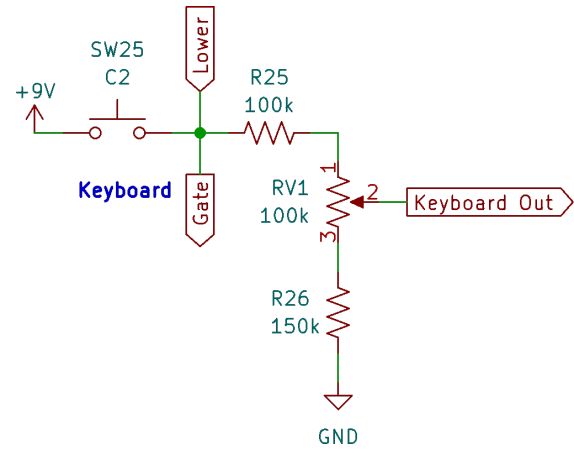 SW25
C2
+9V
Lower
R25
100k
Keyboard
Gate
1
RV1
100k
2
Keyboard Out
3
R26
150k
GND